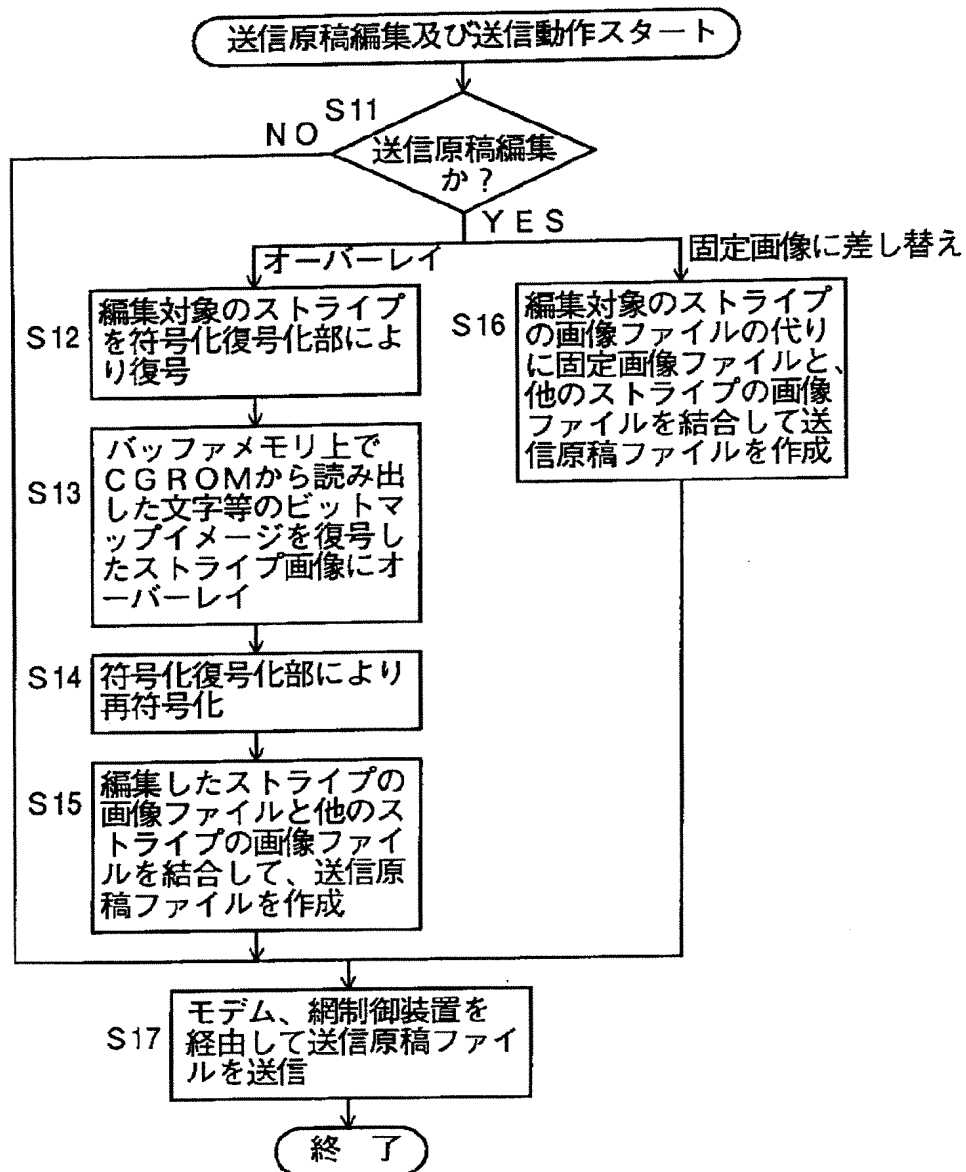 送信原稿編集及び送信動作スタート
S11
NO
送信原稿編集
か?
YES
オーバーレイ
固定画像に差し替え
S12
編集対象のストライプ
を符号化復号化部によ
り復号
S16
編集対象のストライプ
の画像ファイルの代り
に固定画像ファイルと、
他のストライプの画像
ファイルを結合して送
信原稿ファイルを作成
S13
バッファメモリ上で
CGROMから読み出
した文字等のビットマ
ップイメージを復号し
たストライプ画像にオ
ーバーレイ
S14
符号化復号化部により
再符号化
S15
編集したストライプの
画像ファイルと他のス
トライプの画像ファイ
ルを結合して、送信原
稿ファイルを作成
S17
モデム、網制御装置を
経由して送信原稿ファイ
ルを送信
終 了